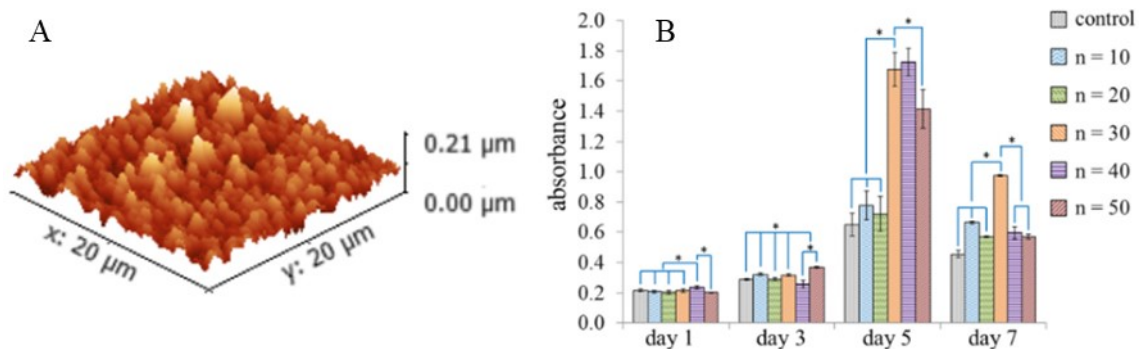 A
0.21 μm
0.00 μm
x: 20 μm
y: 20 μm
B
absorbance
2.0
1.8
1.6
1.4
1.2
1.0
0.8
0.6
0.4
0.2
0.0
* * * * * * * *
day 1 day 3 day 5 day 7
control
n = 10
n = 20
n = 30
n = 40
n = 50